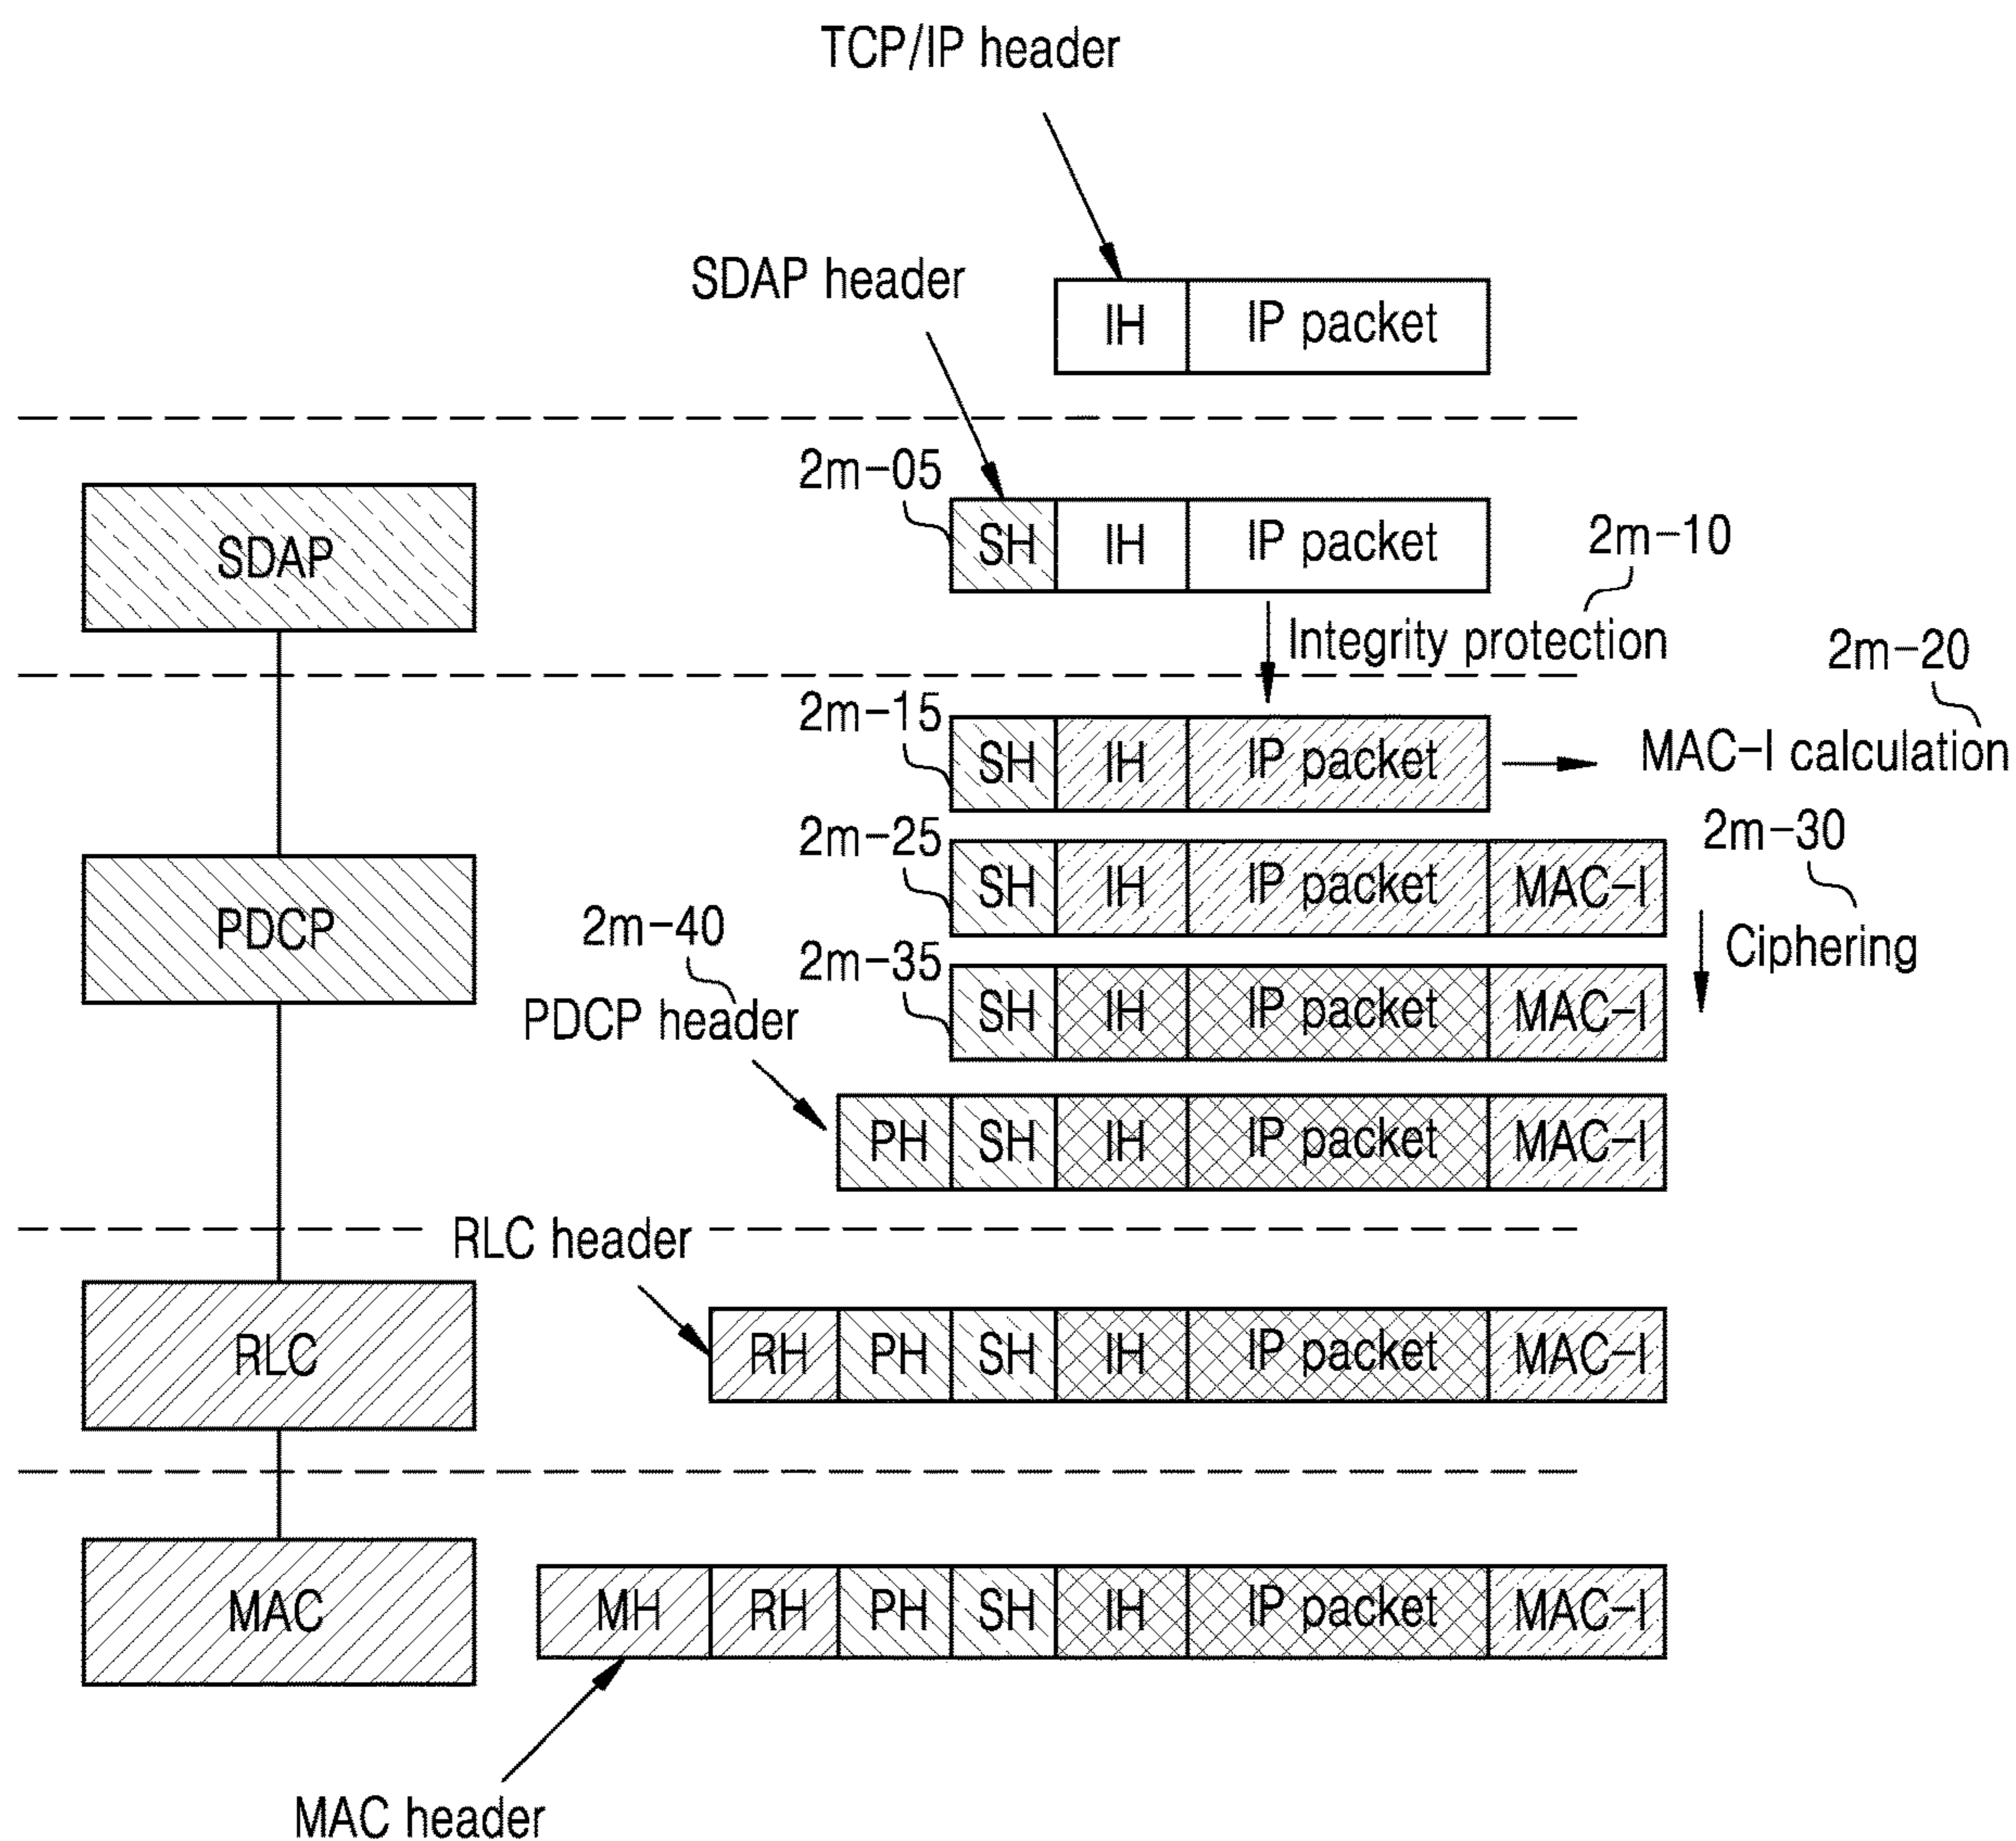 TCP/IP header
SDAP header
IH IP packet
2m-05
SDAP
SH IH IP packet
2m-10
Integrity protection
2m-20
2m-15
SH IH IP packet
MAC-I calculation
2m-25
SH IH IP packet MAC-I
2m-30
PDCP
2m-40
Ciphering
2m-35
SH IH IP packet MAC-I
PDCP header
PH SH IH IP packet MAC-I
RLC header
RLC
RH PH SH IH IP packet MAC-I
MAC
MH RH PH SH IH IP packet MAC-I
MAC header